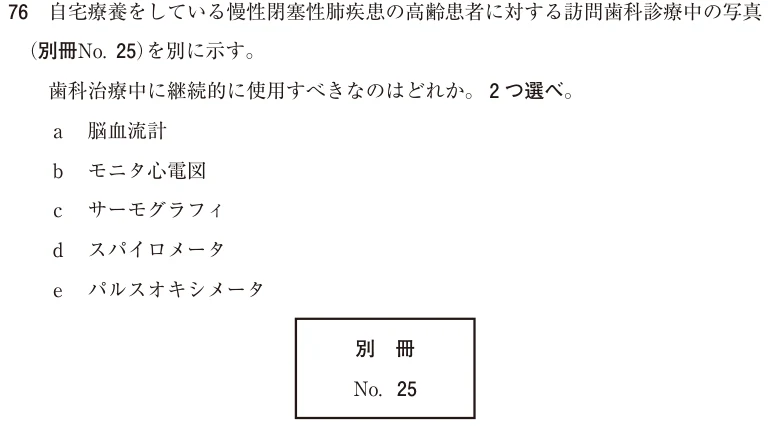 76 自宅療養をしている慢性閉塞性肺疾患の高齢患者に対する訪問歯科診療中の写真
(別冊No. 25)を別に示す。
歯科治療中に継続的に使用すべきなのはどれか。2つ選べ。
a 脳血流計
b モニタ心電図
c サーモグラフィ
d スパイロメータ
e パルスオキシメータ
別 冊
No. 25